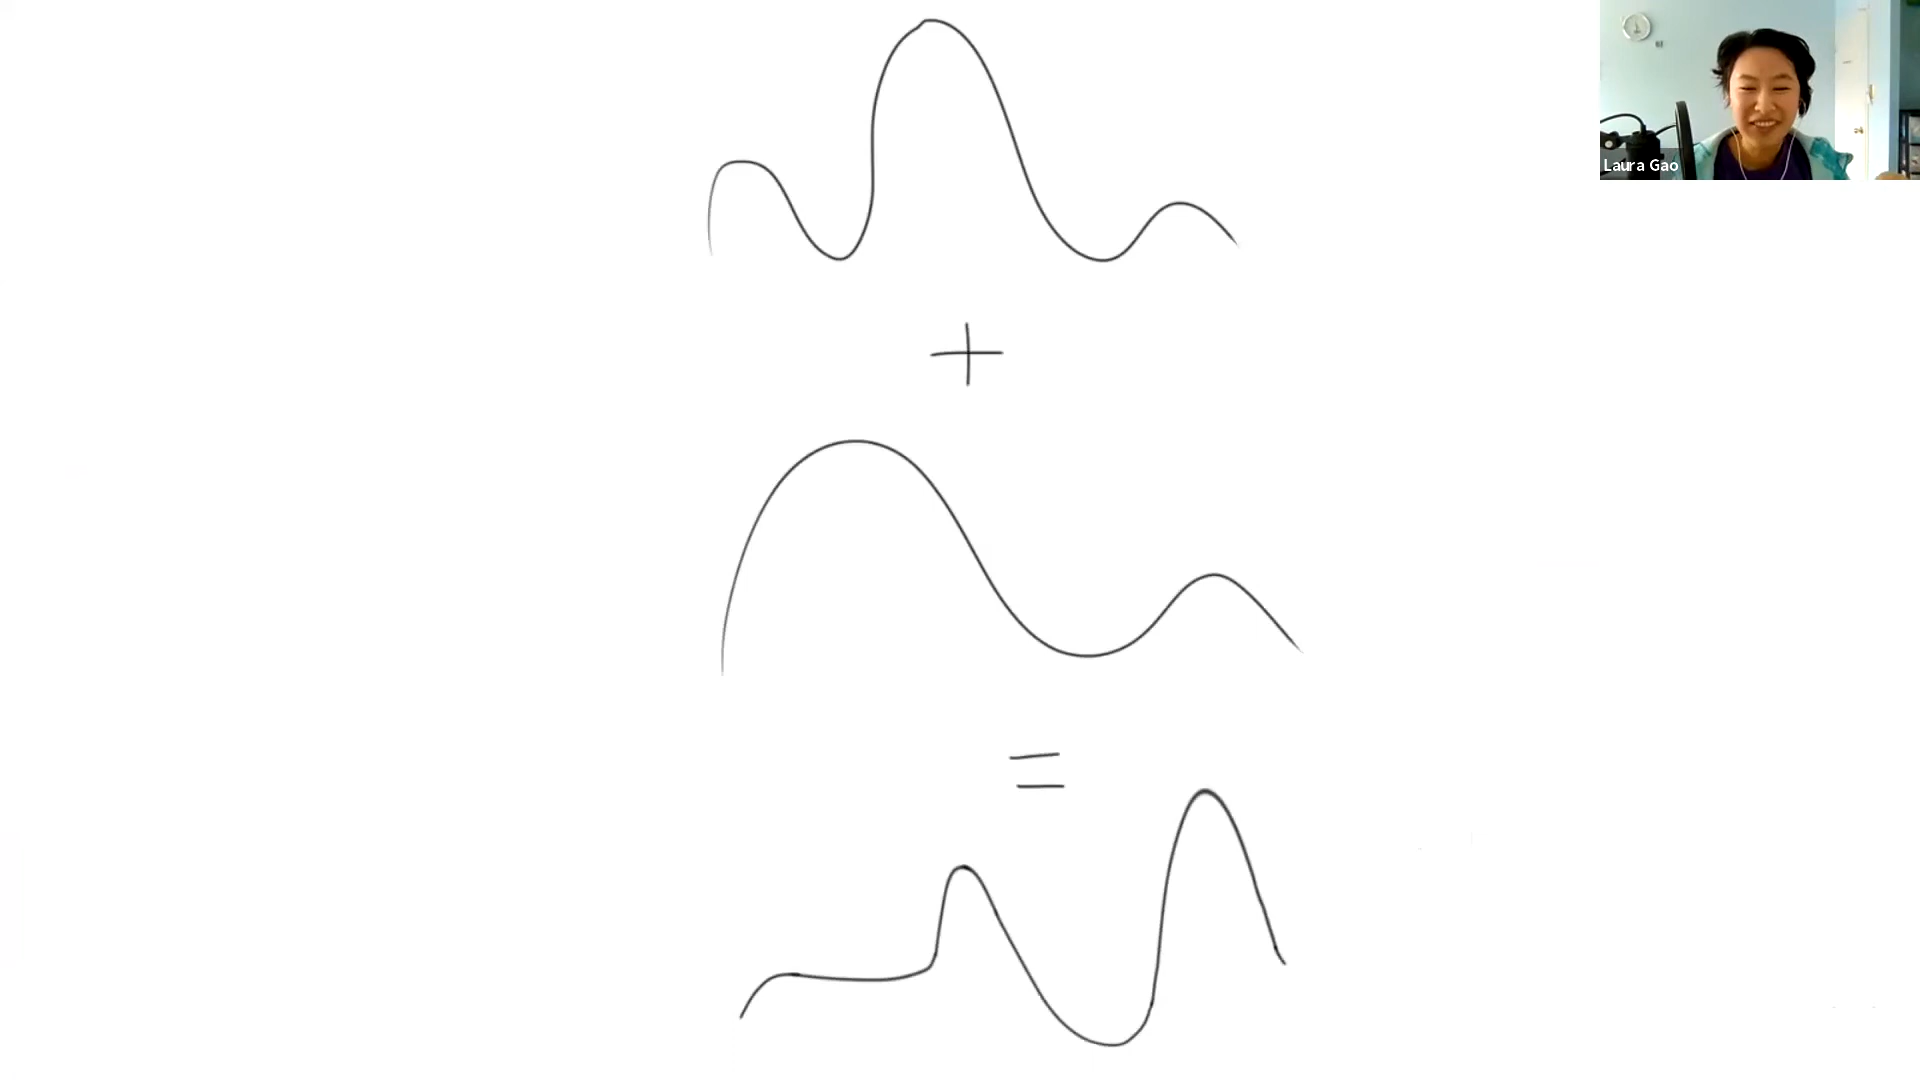 Laura Gao
+
=